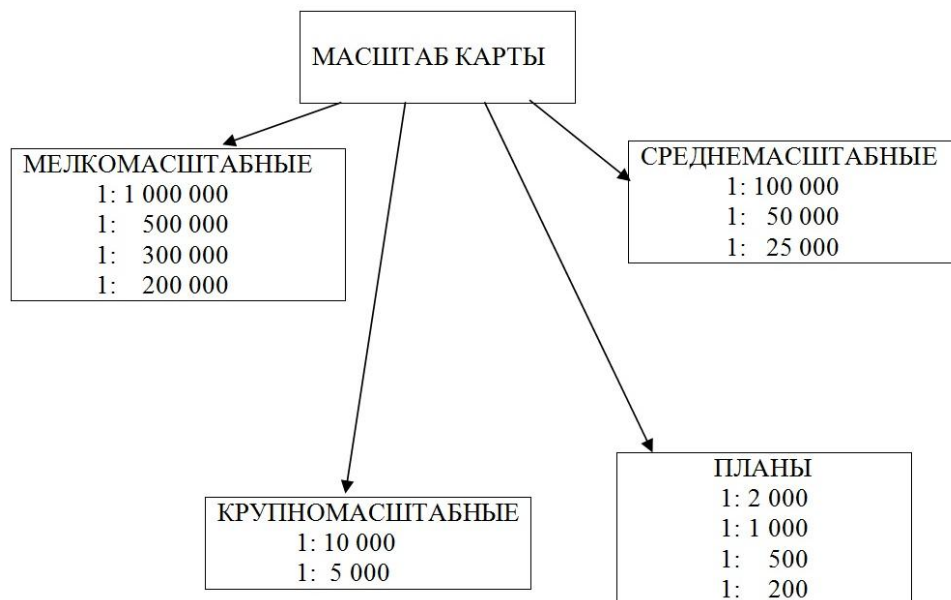 МАСШТАБ КАРТЫ
МЕЛКОМАСШТАБНЫЕ
1: 1 000 000
1: 500 000
1: 300 000
1: 200 000
СРЕДНЕМАСШТАБНЫЕ
1: 100 000
1: 50 000
1: 25 000
КРУПНОМАСШТАБНЫЕ
1: 10 000
1: 5 000
ПЛАНЫ
1: 2 000
1: 1 000
1: 500
1: 200